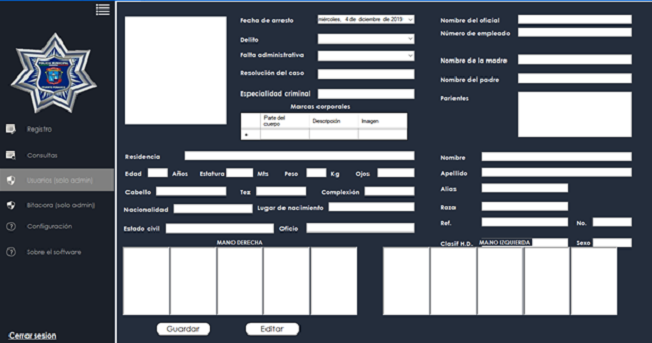 Registro
Consultas
Usuarios (solo admin)
Bitacora (solo admin)
Configuración
Sobre el software
Cerrar sesion
Fecha de arresto miércoles, 4 de diciembre de 2019
Delito
Falta administrativa
Resolución del caso
Especialidad criminal
Marcas corporales
Parte del cuerpo Descripción Imagen
Nombre del oficial
Número de empleado
Nombre de la madre
Nombre del padre
Parientes
Residencia
Edad Años Estatura Mts Peso Kg Ojos
Cabello Tez Complexión
Nacionalidad Lugar de nacimiento
Estado civil Oficio
Nombre
Apellido
Alias
Raza
Ref. No.
Clasif H.D. Sexo
MANO DERECHA
MANO IZQUIERDA
Guardar Editar